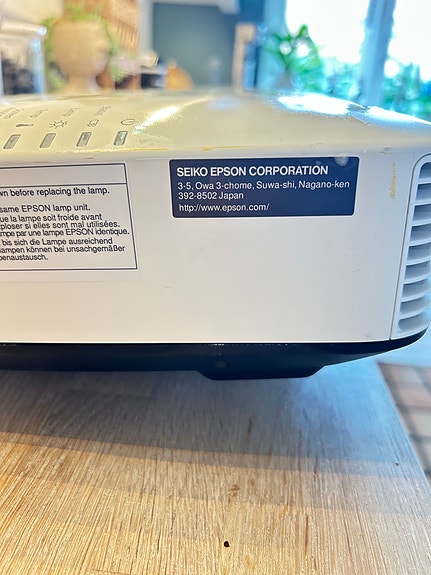 wn before replacing the lamp.
same EPSON lamp unit.
ue la lampe soit froide avant
ploser si elles sont mal utilisées.
mpe par une lampe EPSON identique.
bis sich die Lampe ausreichend
lampen können bei unsachgemäßer
penaustausch.
SEIKO EPSON CORPORATION
3-5, Owa 3-chome, Suwa-shi, Nagano-ken
392-8502 Japan
http://www.epson.com/